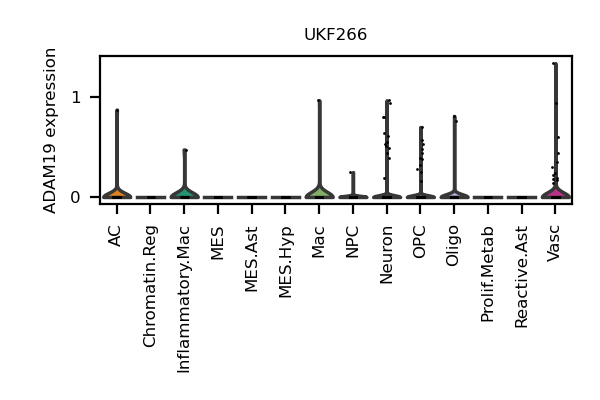 UKF266
ADAM19 expression
1
0
AC
Chromatin.Reg
Inflammatory.Mac
MES
MES.Ast
MES.Hyp
Mac
NPC
Neuron
OPC
Oligo
Prolif.Metab
Reactive.Ast
Vasc